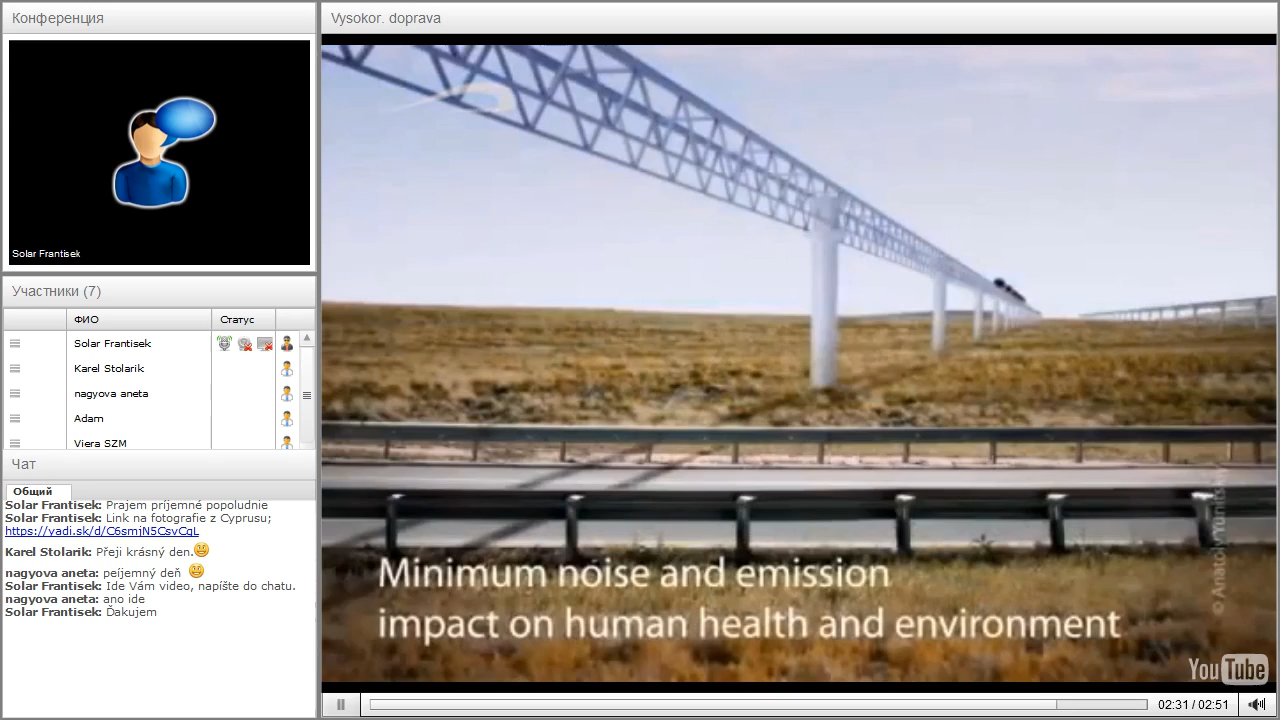 Конференция
Solar Frantisek
Участники (7)
ФИО
Статус
Solar Frantisek
Karel Stolarik
nagyova aneta
Adam
Viera SZM
Чат
Общий
Solar Frantisek: Prajem príjemné popoludnie
Solar Frantisek: Link na fotografie z Cyprusu;
https://yadi.sk/d/C6smjN5CsvCqL
Karel Stolarik: Přeji krásný den.
nagyova aneta: peíjemný deň
Solar Frantisek: Ide Vám video, napíšte do chatu.
nagyova aneta: ano ide
Solar Frantisek: Ďakujem
Vysokor. doprava
Minimum noise and emission
impact on human health and environment
© Anatoly Yunitskiy
YouTube
02:31 / 02:51